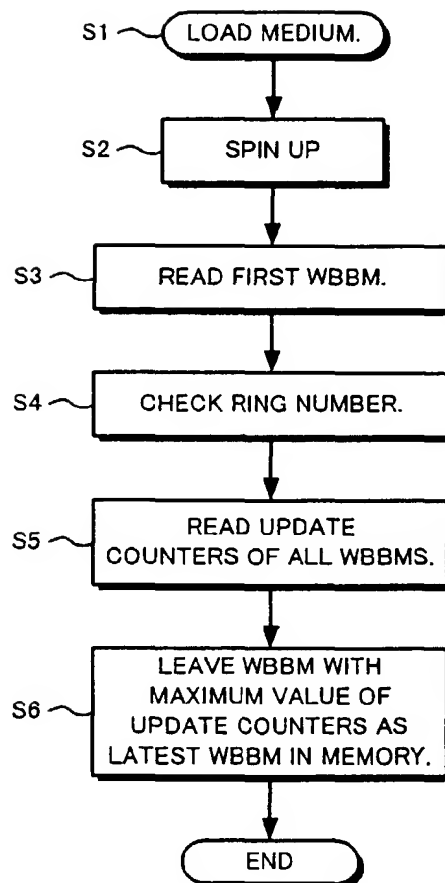 S1
LOAD MEDIUM.
S2
SPIN UP
S3
READ FIRST WBBM.
S4
CHECK RING NUMBER.
S5
READ UPDATE
COUNTERS OF ALL WBBMS.
S6
LEAVE WBBM WITH
MAXIMUM VALUE OF
UPDATE COUNTERS AS
LATEST WBBM IN MEMORY.
END